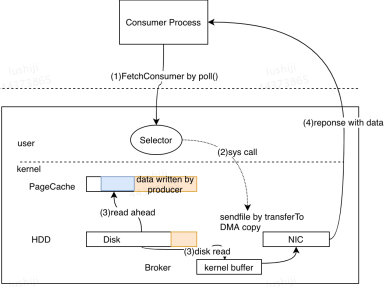 Consumer Process
(1)FetchConsumer by poll()
(4)reponse with data
user
Selector
(2)sys call
kernel
PageCache
data written by
producer
(3)read ahead
sendfile by transferTo
DMA copy
HDD
Disk
NIC
(3)disk read
Broker
kernel buffer